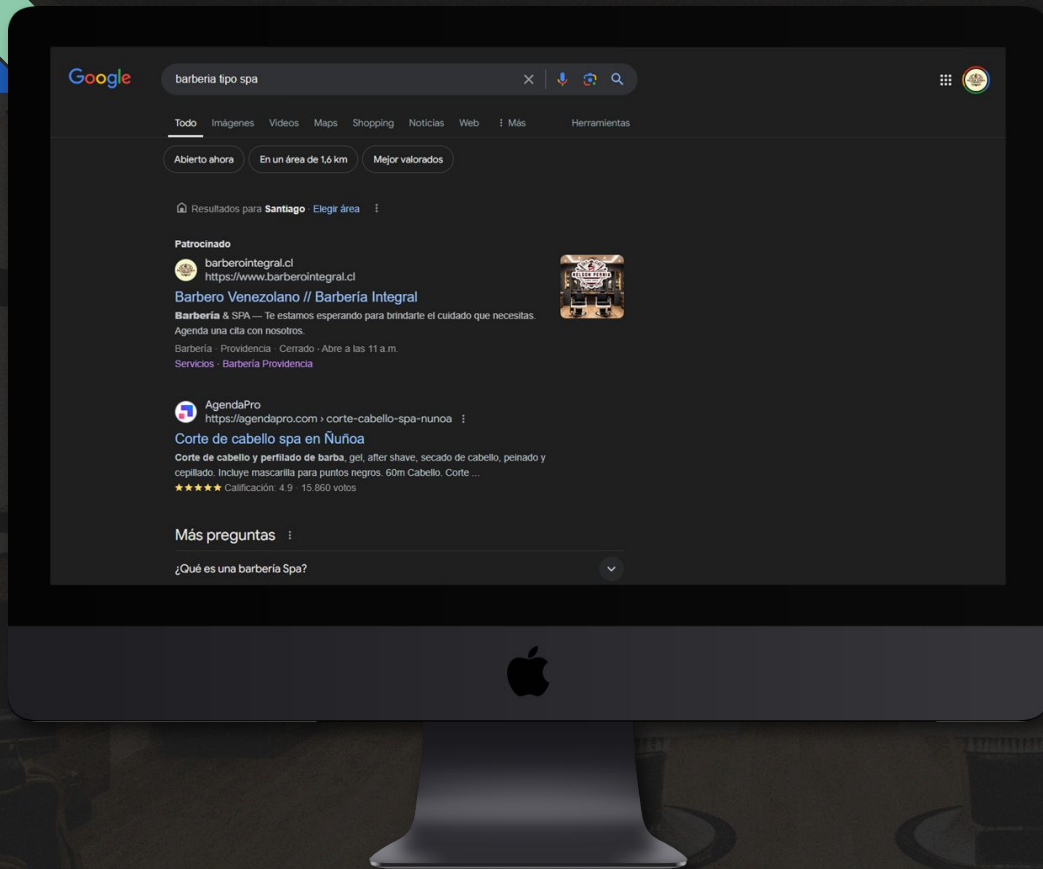 Google
barberia tipo spa
Todo Imágenes Videos Maps Shopping Noticias Web Más Herramientas
Abierto ahora En un área de 1,6 km Mejor valorados
Resultados para Santiago · Elegir área
Patrocinado
barberointegral.cl
https://www.barberointegral.cl
Barbero Venezolano // Barbería Integral
Barbería & SPA — Te estamos esperando para brindarte el cuidado que necesitas.
Agenda una cita con nosotros.
Barbería · Providencia · Cerrado · Abre a las 11 a.m.
Servicios · Barbería Providencia
AgendaPro
https://agendapro.com › corte-cabello-spa-nunoa
Corte de cabello spa en Ñuñoa
Corte de cabello y perfilado de barba, gel, after shave, secado de cabello, peinado y
cepillado. Incluye mascarilla para puntos negros. 60m Cabello. Corte ...
Calificación: 4.9 · 15.860 votos
Más preguntas
¿Qué es una barbería Spa?